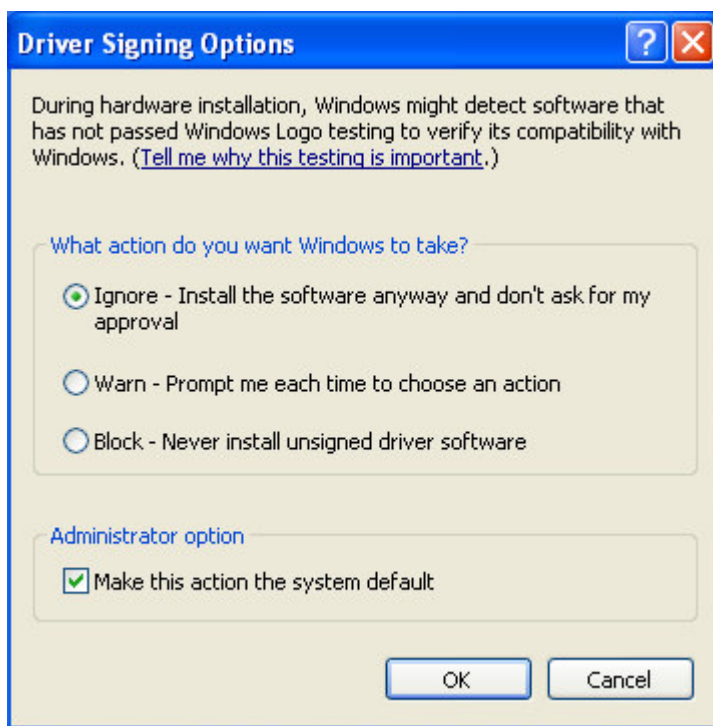 Driver Signing Options
During hardware installation, Windows might detect software that
has not passed Windows Logo testing to verify its compatibility with
Windows. (Tell me why this testing is important.)
What action do you want Windows to take?
Ignore - Install the software anyway and don't ask for my
approval
Warn - Prompt me each time to choose an action
Block - Never install unsigned driver software
Administrator option
Make this action the system default
OK
Cancel